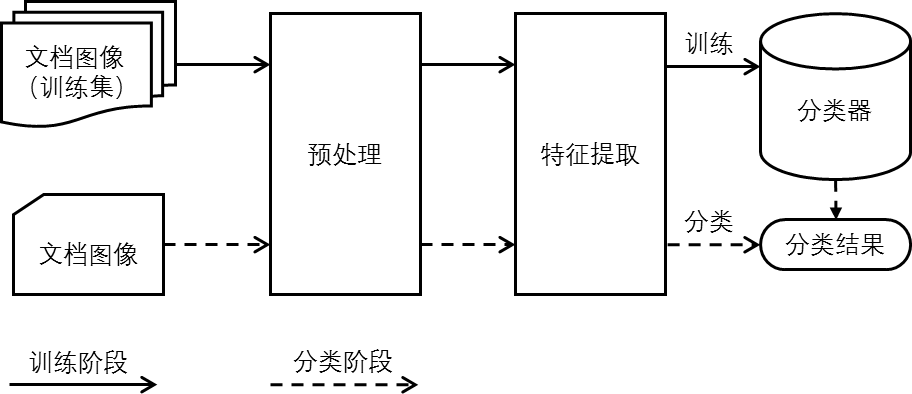 文档图像
（训练集）
预处理
特征提取
训练
分类器
文档图像
分类
分类结果
训练阶段
分类阶段